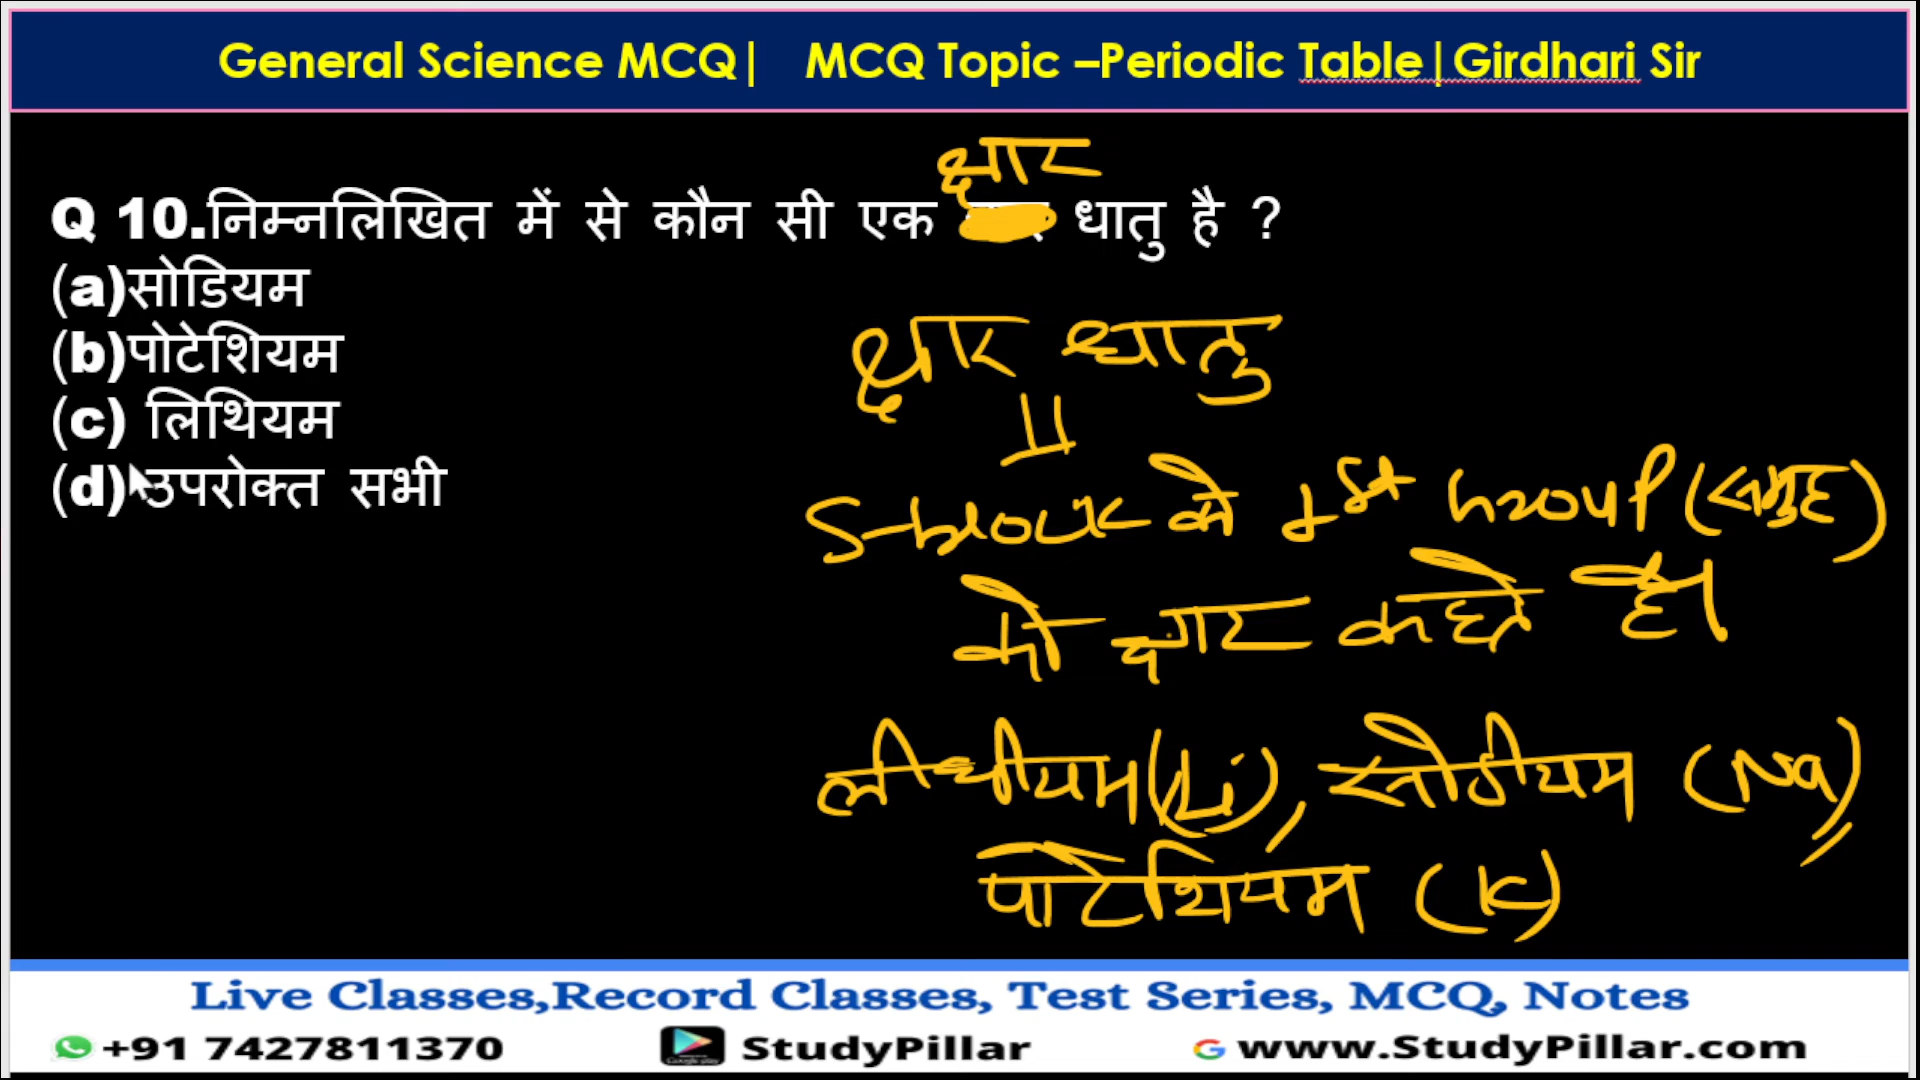 General Science MCQ| MCQ Topic –Periodic Table|Girdhari Sir
क्षार
Q 10.निम्नलिखित में से कौन सी एक धातु है ?
(a)सोडियम
(b)पोटेशियम
(c) लिथियम
(d)उपरोक्त सभी
क्षार धातु
S-block के 1st Group (समुह)
को क्षार कहते है।
लीथीयम (Li), सोडीयम (Na)
पोटेशियम (K)
Live Classes,Record Classes, Test Series, MCQ, Notes
+91 7427811370 StudyPillar www.StudyPillar.com